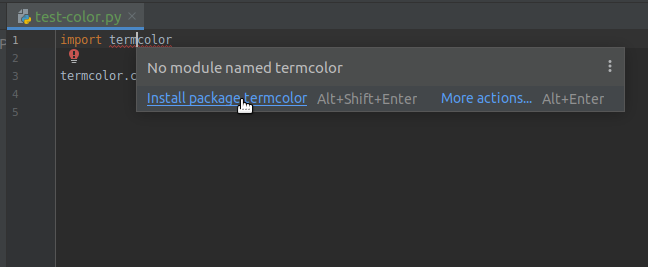 test-color.py
1 import termcolor
2
No module named termcolor
3 termcolor.c
Install package termcolor Alt+Shift+Enter More actions... Alt+Enter
4
5